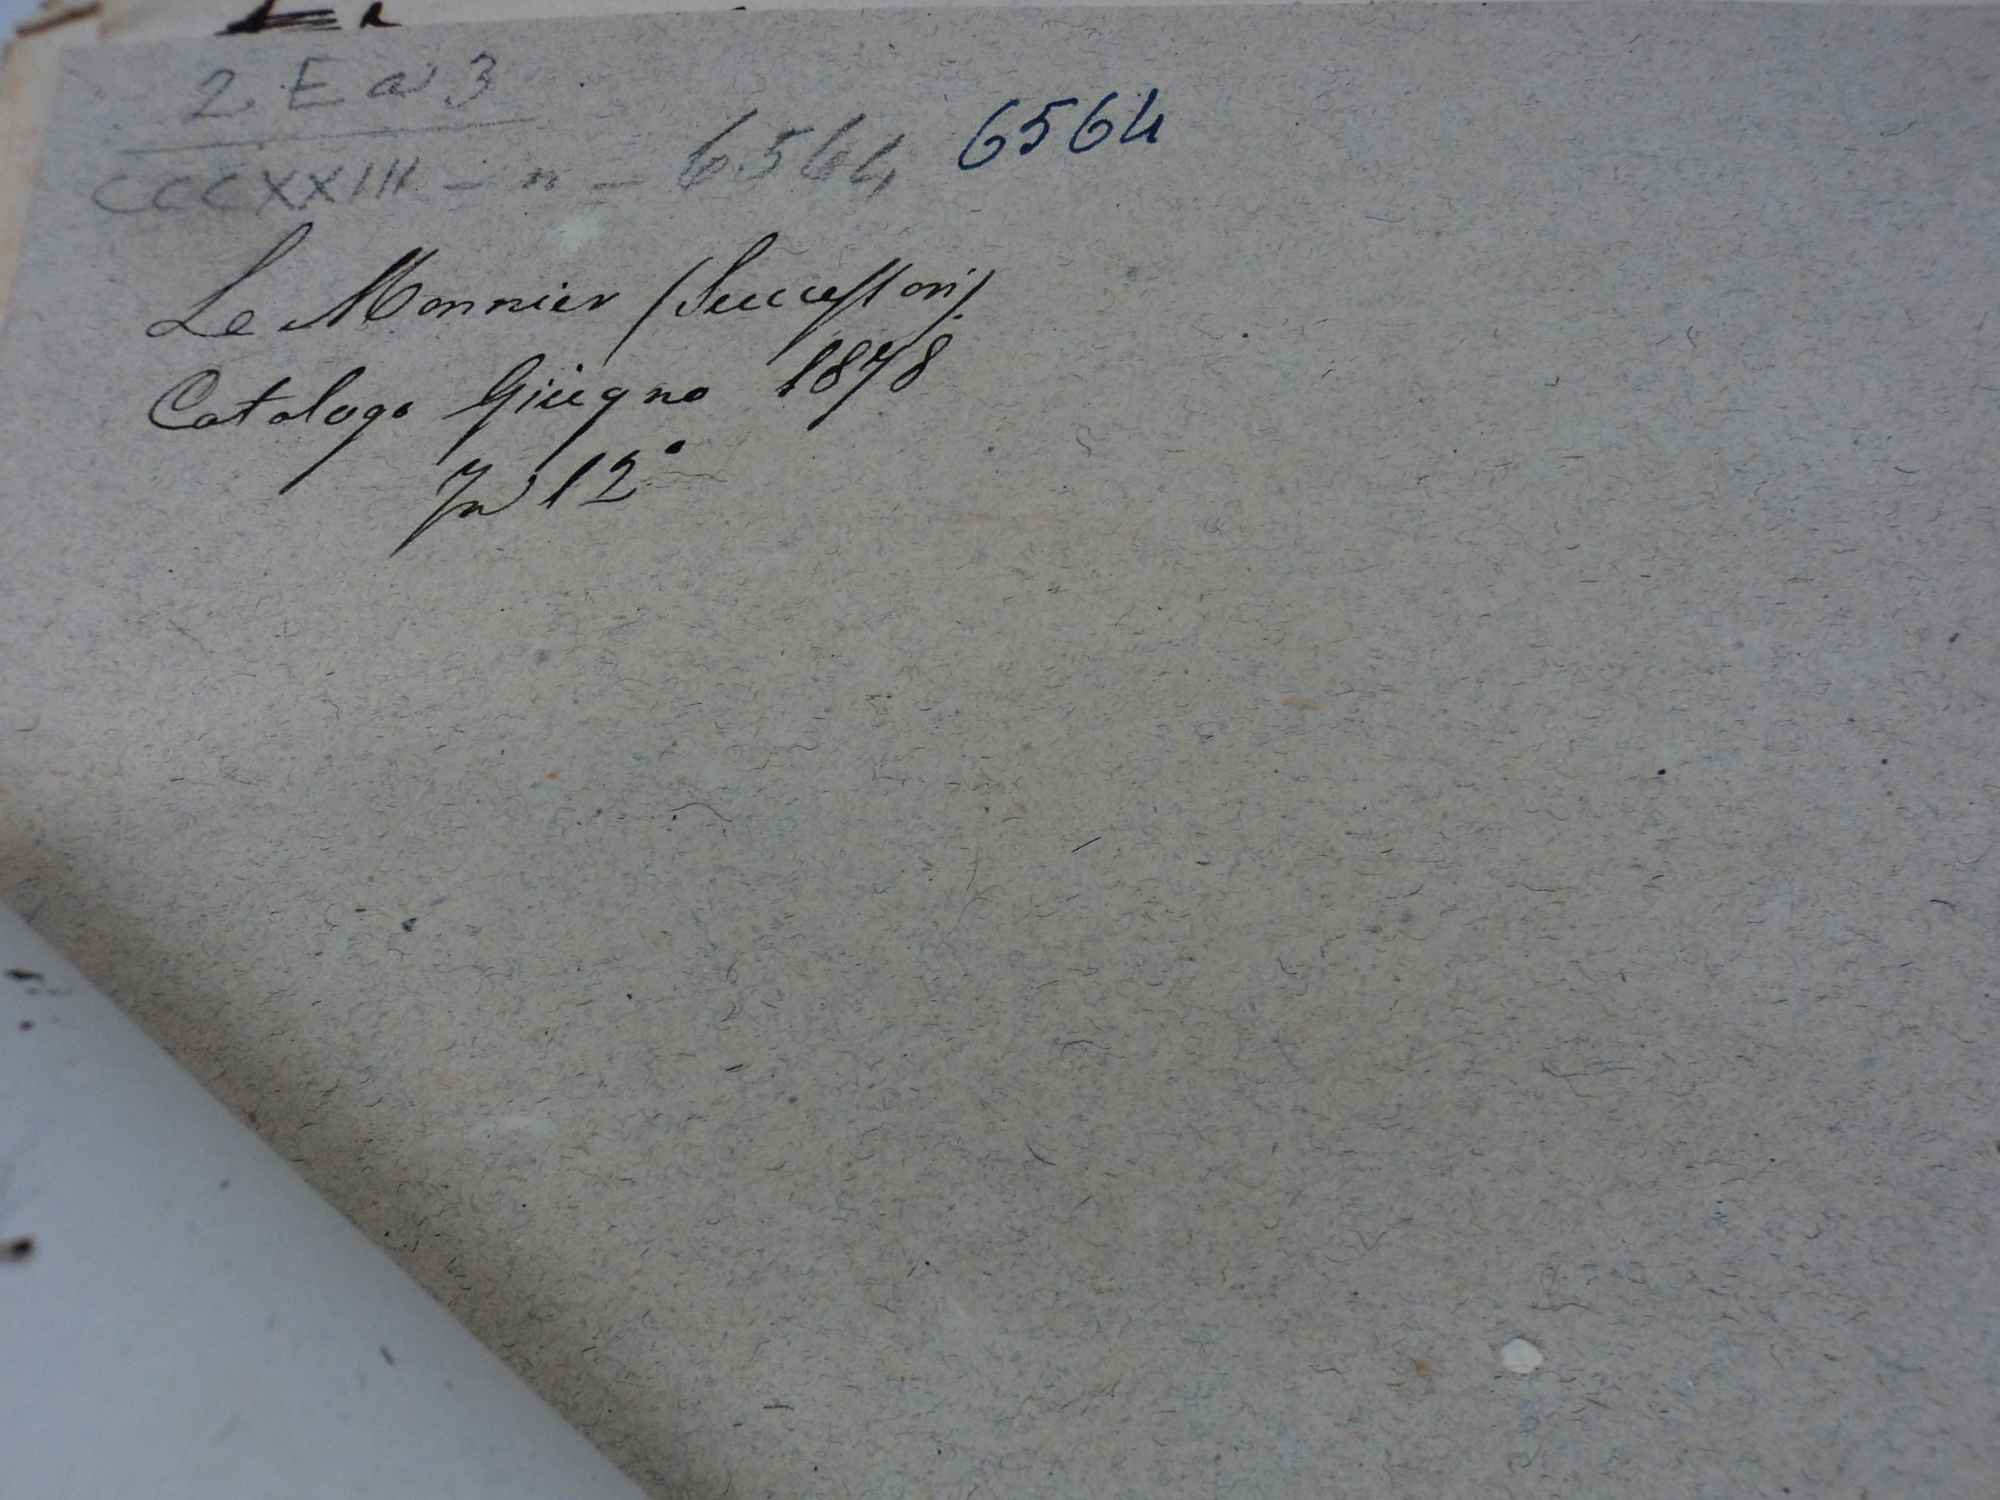 2 E a 3
CCCXXIII - n - 6564 6564
Le Monnier (Successori).
Catalogo Giugno 1878
In 12°